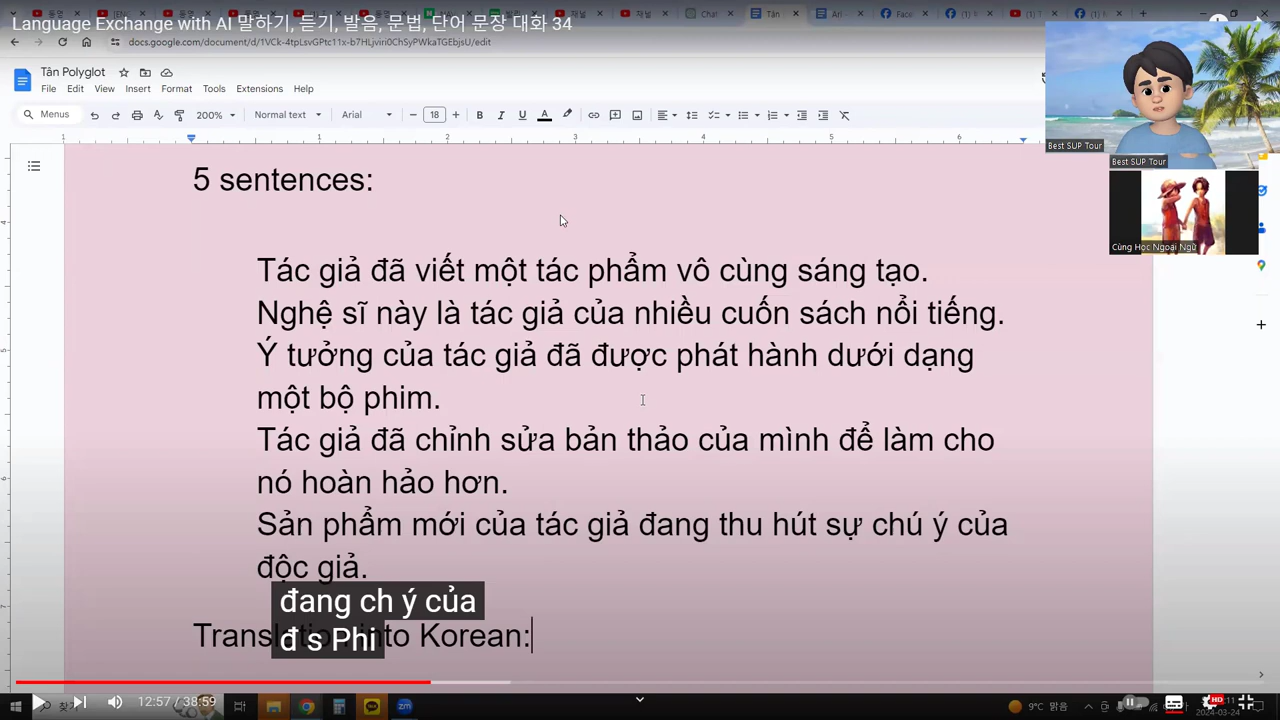 Language Exchange with AI 말하기, 듣기, 발음, 문법, 단어 문장 대화 34
docs.google.com/document/d/1VCk-4tpLsvGPtc11x-b7HLjviri0ChSyPWkaTGEbjsU/edit
Tân Polyglot
File Edit View Insert Format Tools Extensions Help
Menus 200% Normal text Arial 18
5 sentences:
Tác giả đã viết một tác phẩm vô cùng sáng tạo.
Nghệ sĩ này là tác giả của nhiều cuốn sách nổi tiếng.
Ý tưởng của tác giả đã được phát hành dưới dạng
một bộ phim.
Tác giả đã chỉnh sửa bản thảo của mình để làm cho
nó hoàn hảo hơn.
Sản phẩm mới của tác giả đang thu hút sự chú ý của
độc giả.
đang ch ý của
đ s Phi
Translation into Korean:
Best SUP Tour
Best SUP Tour
Cùng Học Ngoại Ngữ
12:57 / 38:59
HD
9°C 맑음
2024-03-24